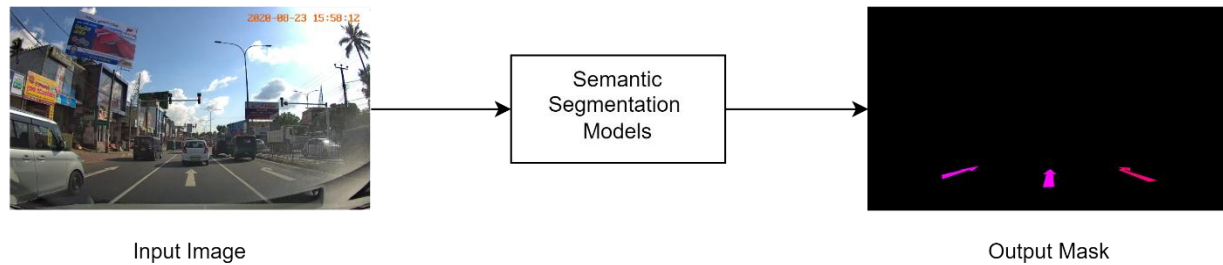 2020-08-23 15:58:12
Semantic
Segmentation
Models
Input Image
Output Mask